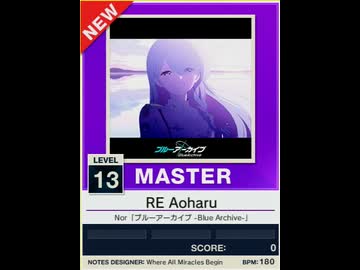 NEW
ブルーアーカイブ
BlueArchive
LEVEL
13
MASTER
RE Aoharu
Nor「ブルーアーカイブ -Blue Archive-」
SCORE: 0
NOTES DESIGNER: Where All Miracles Begin BPM: 180